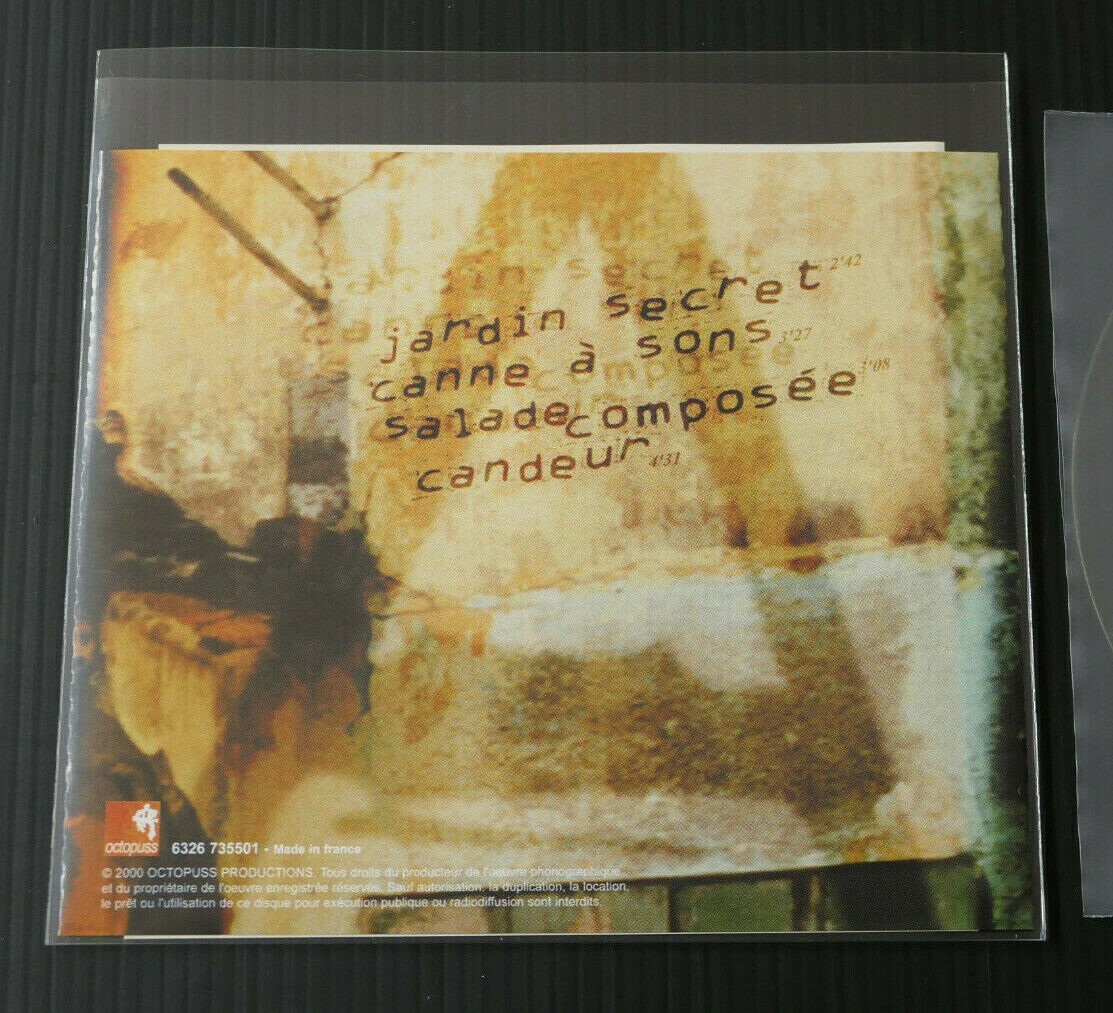 jardin secret 2'42
canne à sons 3'27
salade composée 3'08
candeur 4'31
octopuss
6326 735501 - Made in france
© 2000 OCTOPUSS PRODUCTIONS. Tous droits du producteur de l'oeuvre phonographique
et du propriétaire de l'oeuvre enregistrée réservés. Sauf autorisation, la duplication, la location,
le prêt ou l'utilisation de ce disque pour exécution publique ou radiodiffusion sont interdits.